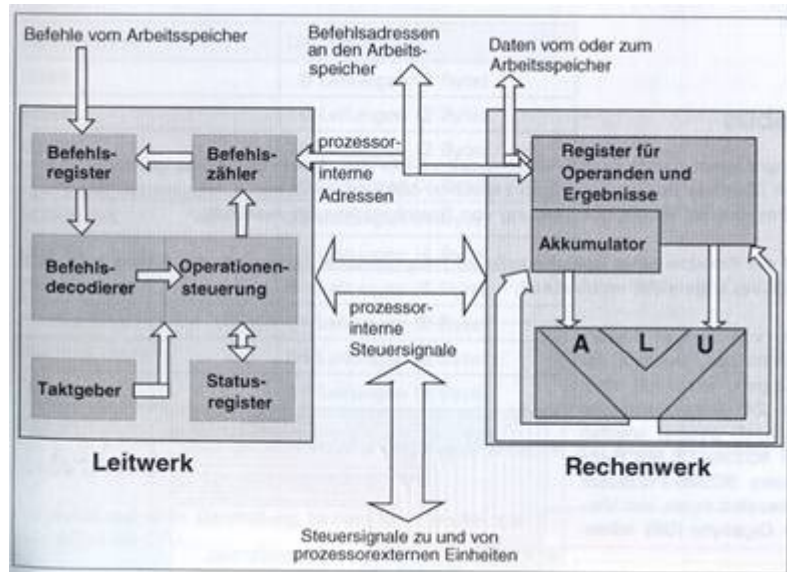 Befehle vom Arbeitsspeicher
Befehlsadressen
an den Arbeits-
speicher
Daten vom oder zum
Arbeitsspeicher
Befehls-
register
Befehls-
zähler
prozessor-
interne
Adressen
Register für
Operanden und
Ergebnisse
Akkumulator
Befehls-
decodierer
Operationen-
steuerung
prozessor-
interne
Steuersignale
A L U
Taktgeber
Status-
register
Leitwerk
Rechenwerk
Steuersignale zu und von
prozessorexternen Einheiten